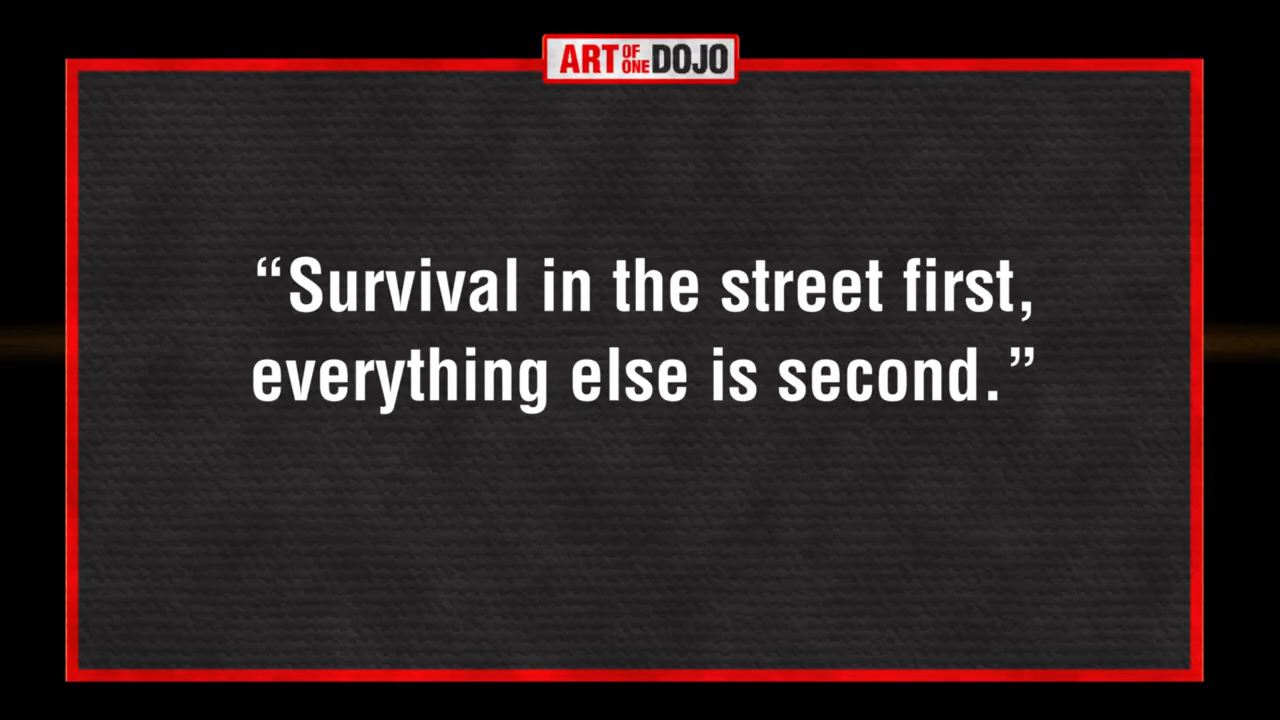 ART OF ONE DOJO
“Survival in the street first,
everything else is second.”